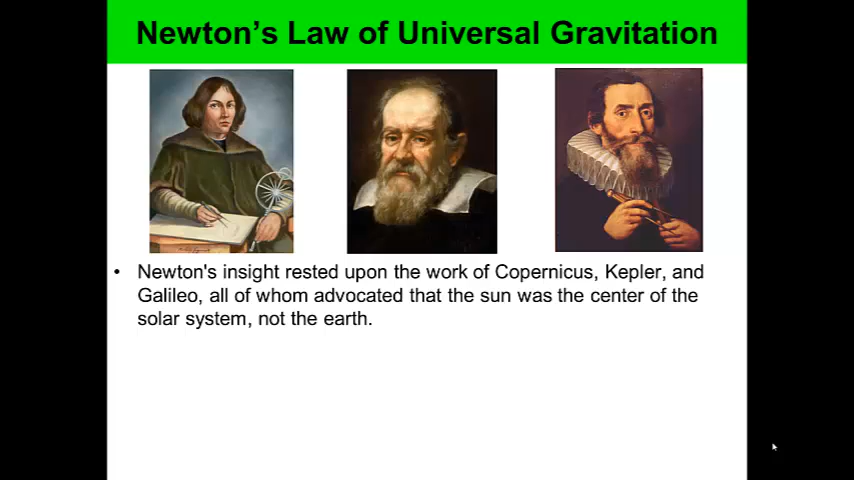 Newton’s Law of Universal Gravitation
• Newton's insight rested upon the work of Copernicus, Kepler, and
Galileo, all of whom advocated that the sun was the center of the
solar system, not the earth.